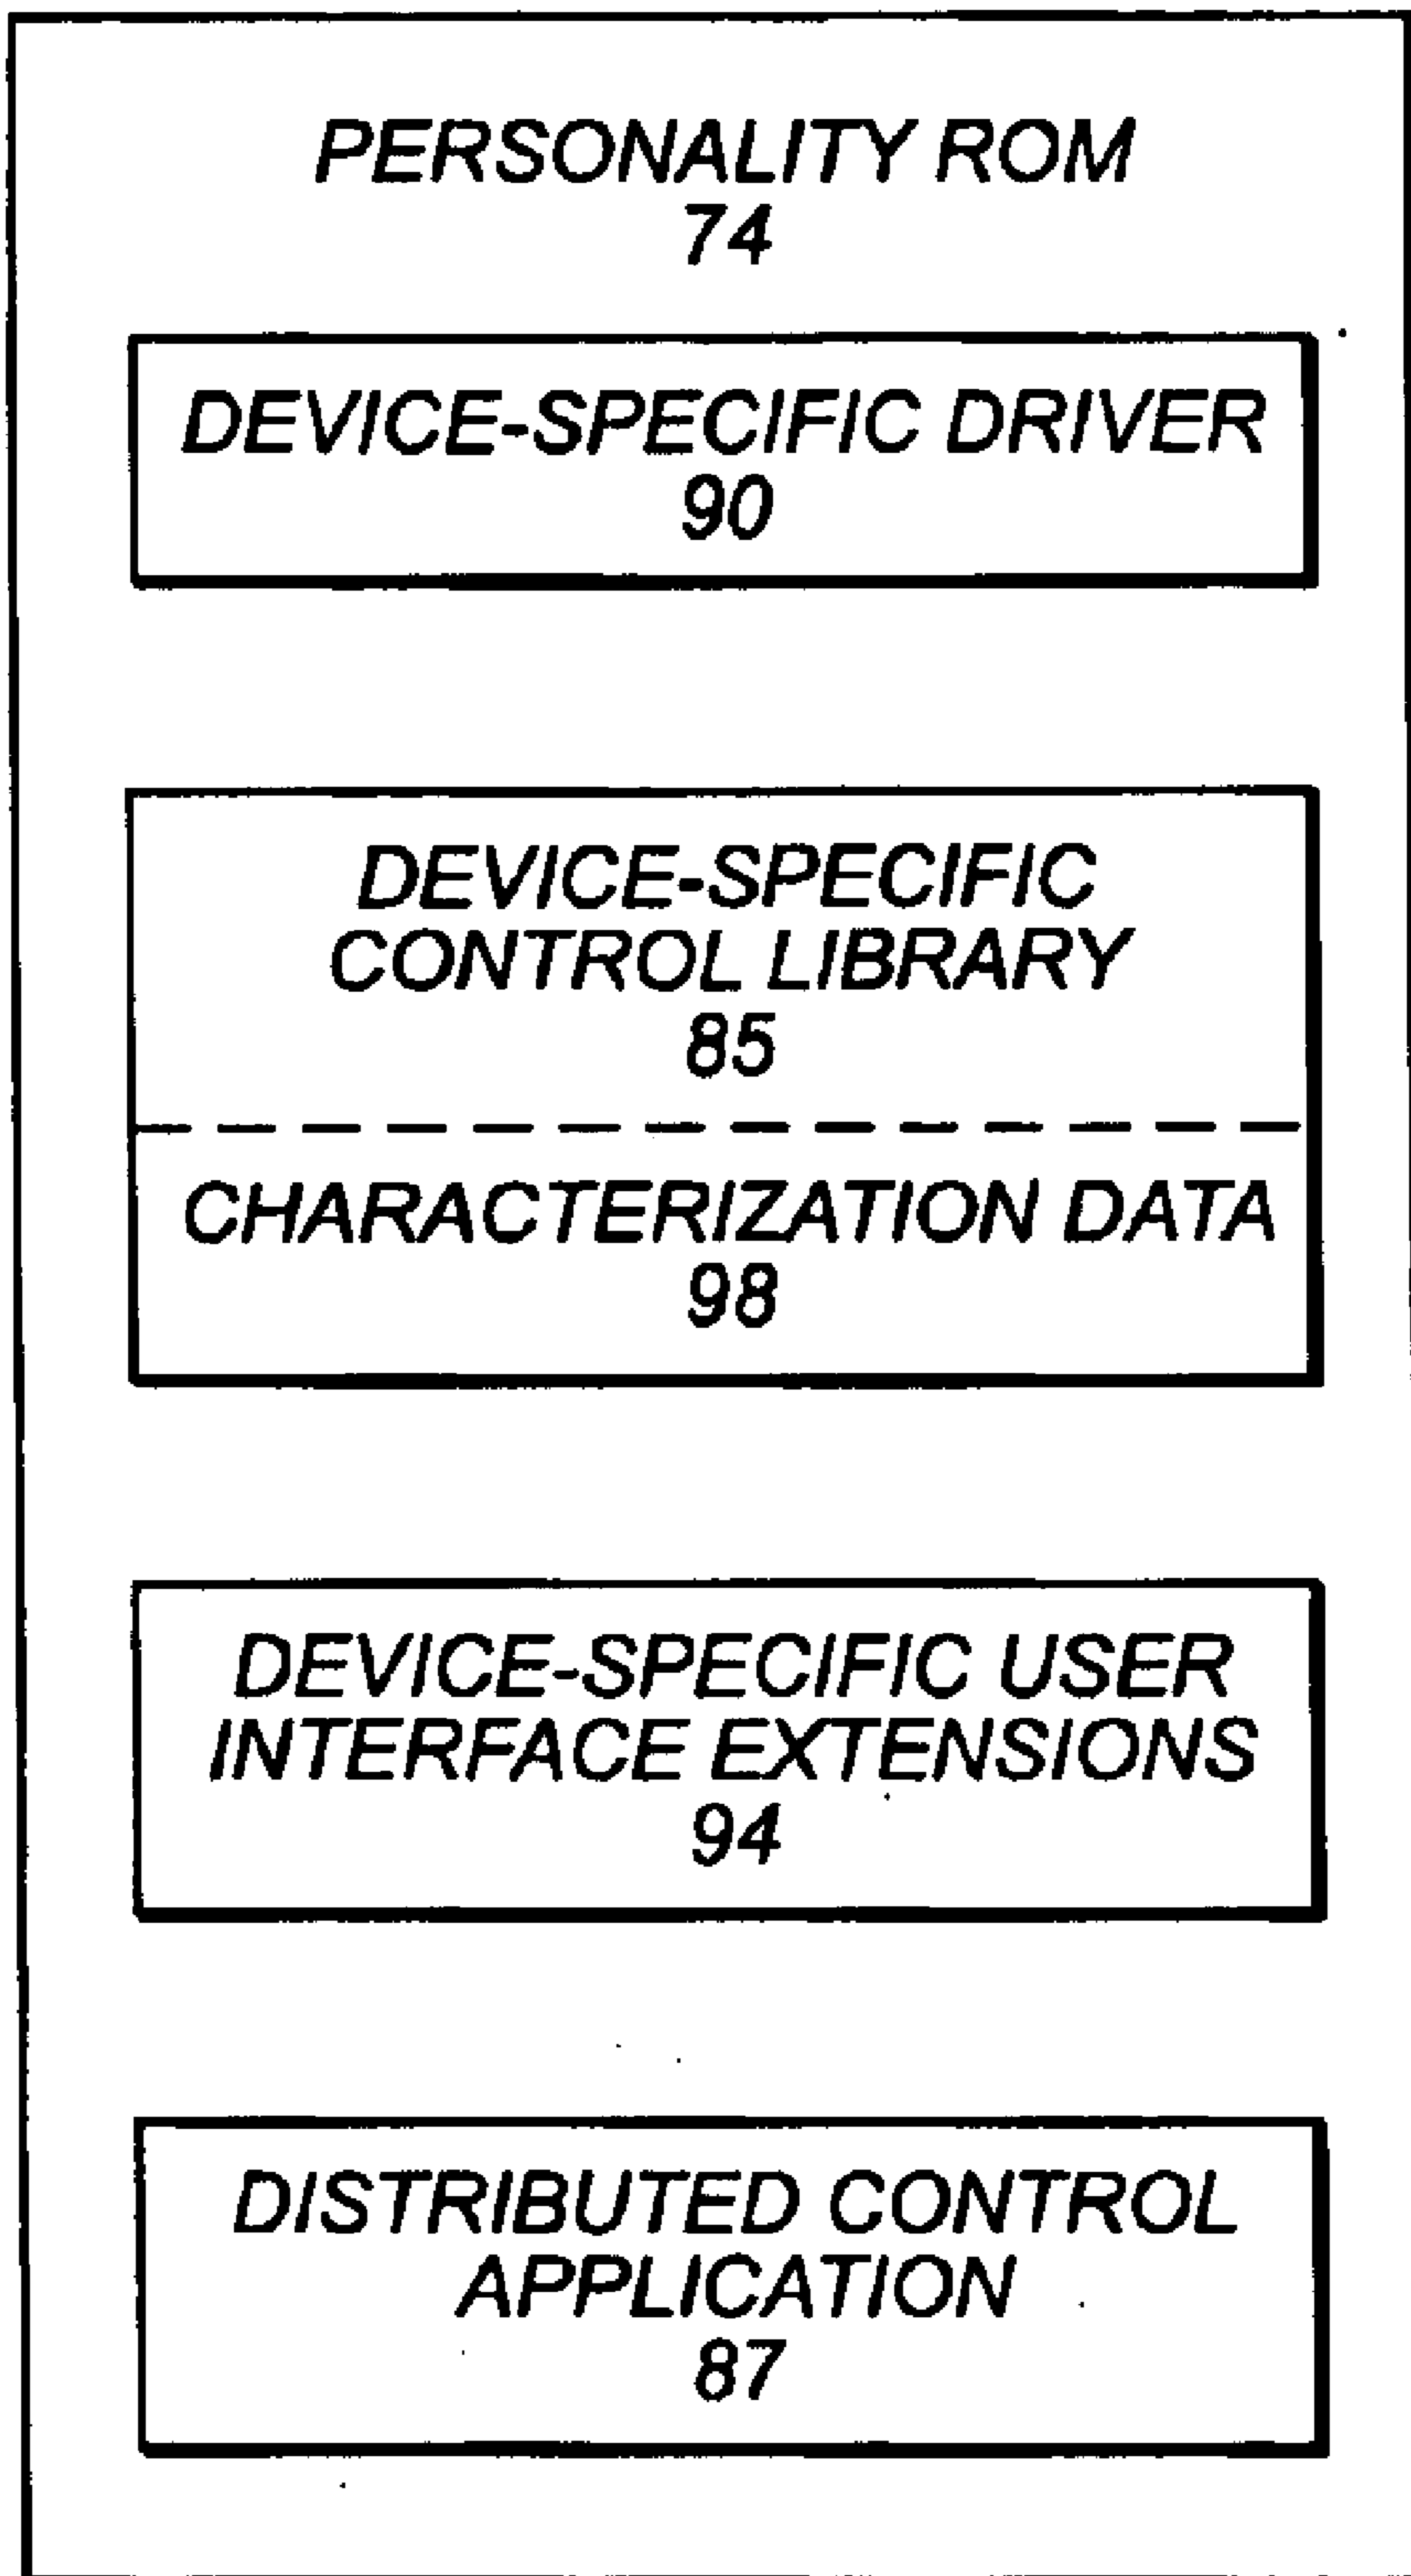 PERSONALITY ROM
74
DEVICE-SPECIFIC DRIVER
90
DEVICE-SPECIFIC
CONTROL LIBRARY
85
CHARACTERIZATION DATA
98
DEVICE-SPECIFIC USER
INTERFACE EXTENSIONS
94
DISTRIBUTED CONTROL
APPLICATION
87